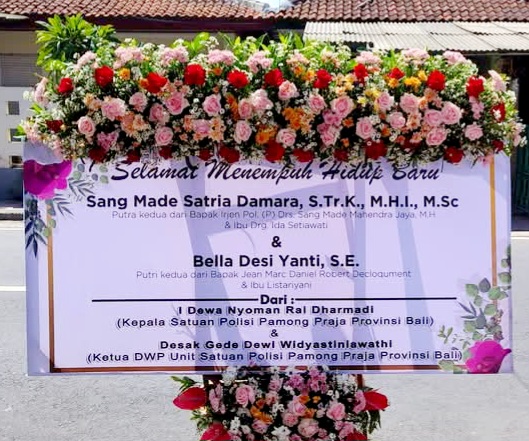 Selamat Menempuh Hidup Baru
Sang Made Satria Damara, S.Tr.K., M.H.I., M.Sc
Putra kedua dari Bapak Irjen Pol. (P) Drs. Sang Made Mahendra Jaya, M.H
& Ibu Drg. Ida Setiawati
&
Bella Desi Yanti, S.E.
Putri kedua dari Bapak Jean Marc Daniel Robert Decloqument
& Ibu Listariyani
Dari :
I Dewa Nyoman Rai Dharmadi
(Kepala Satuan Polisi Pamong Praja Provinsi Bali)
&
Desak Gede Dewi Widyastiniawathi
(Ketua DWP Unit Satuan Polisi Pamong Praja Provinsi Bali)